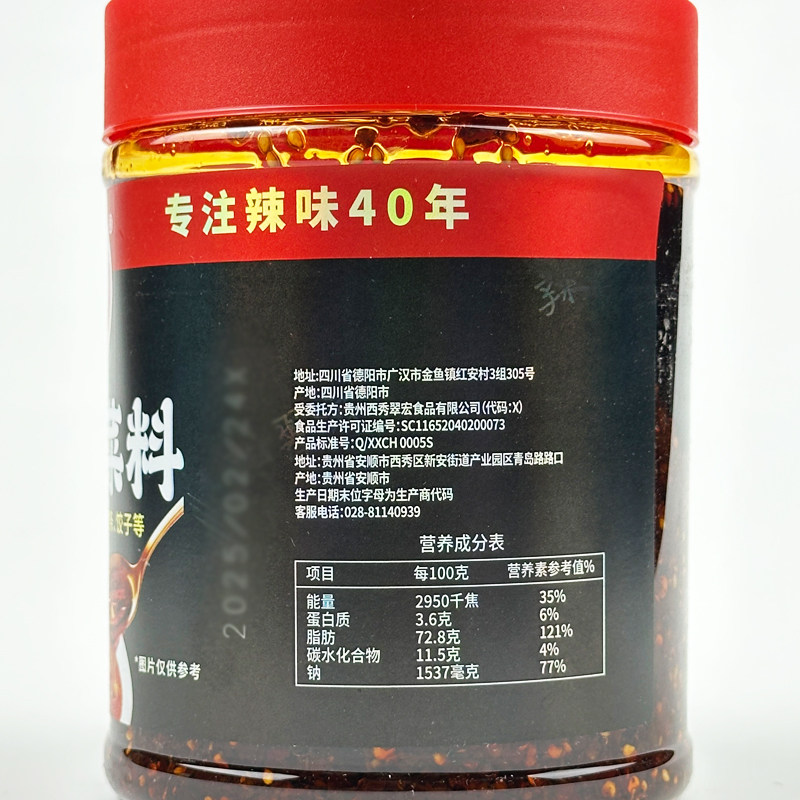 专注辣味40年
菜料
饺子等
*图片仅供参考
2025/02/24X
地址:四川省德阳市广汉市金鱼镇红安村3组305号
产地:四川省德阳市
受委托方:贵州西秀翠宏食品有限公司(代码:X)
食品生产许可证编号:SC11652040200073
产品标准号:Q/XXCH 0005S
地址:贵州省安顺市西秀区新安街道产业园区青岛路路口
产地:贵州省安顺市
生产日期末位字母为生产商代码
客服电话:028-81140939
营养成分表
项目 每100克 营养素参考值%
能量 2950千焦 35%
蛋白质 3.6克 6%
脂肪 72.8克 121%
碳水化合物 11.5克 4%
钠 1537毫克 77%